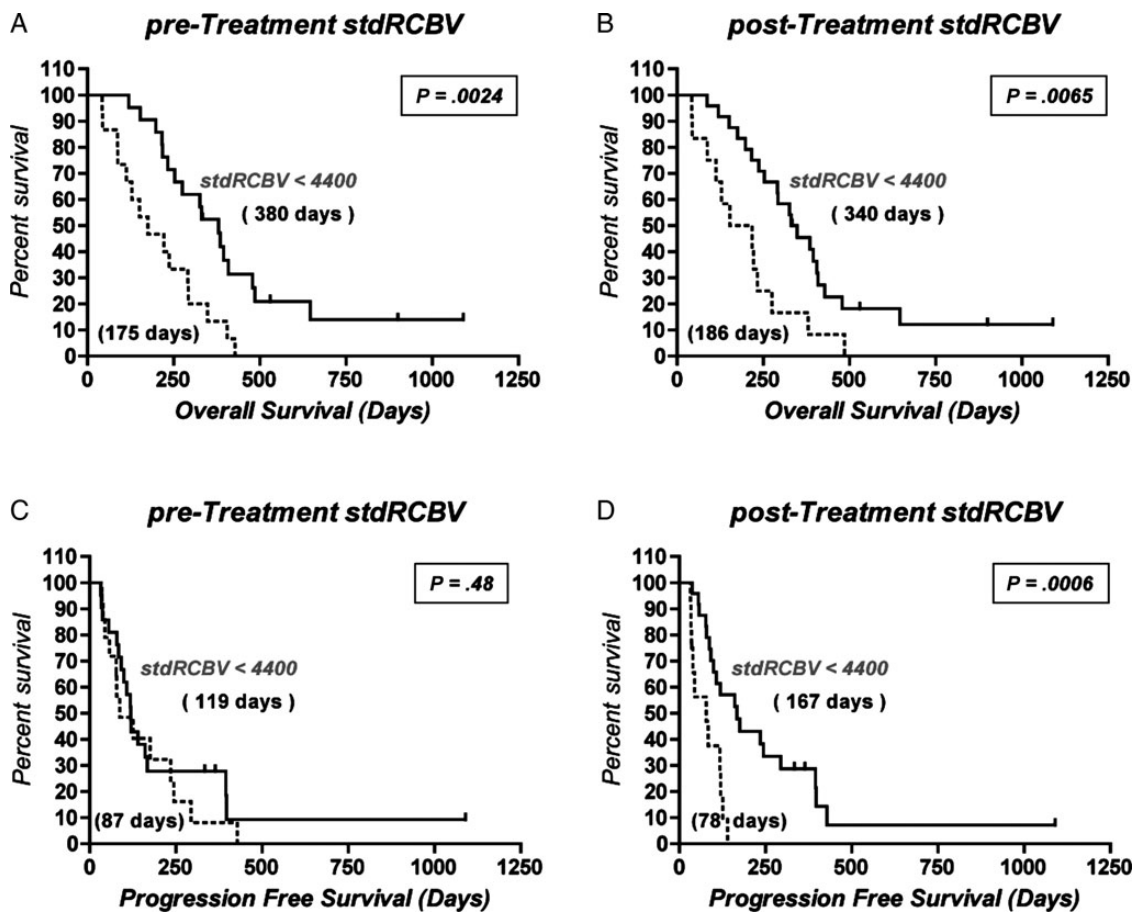 A
pre-Treatment stdRCBV
P = .0024
110
100
90
80
70
60
50
40
30
20
10
0
Percent survival
stdRCBV < 4400
( 380 days )
(175 days)
0 250 500 750 1000 1250
Overall Survival (Days)
B
post-Treatment stdRCBV
P = .0065
110
100
90
80
70
60
50
40
30
20
10
0
Percent survival
stdRCBV < 4400
( 340 days )
(186 days)
0 250 500 750 1000 1250
Overall Survival (Days)
C
pre-Treatment stdRCBV
P = .48
110
100
90
80
70
60
50
40
30
20
10
0
Percent survival
stdRCBV < 4400
( 119 days )
(87 days)
0 250 500 750 1000 1250
Progression Free Survival (Days)
D
post-Treatment stdRCBV
P = .0006
110
100
90
80
70
60
50
40
30
20
10
0
Percent survival
stdRCBV < 4400
( 167 days )
(78 days)
0 250 500 750 1000 1250
Progression Free Survival (Days)